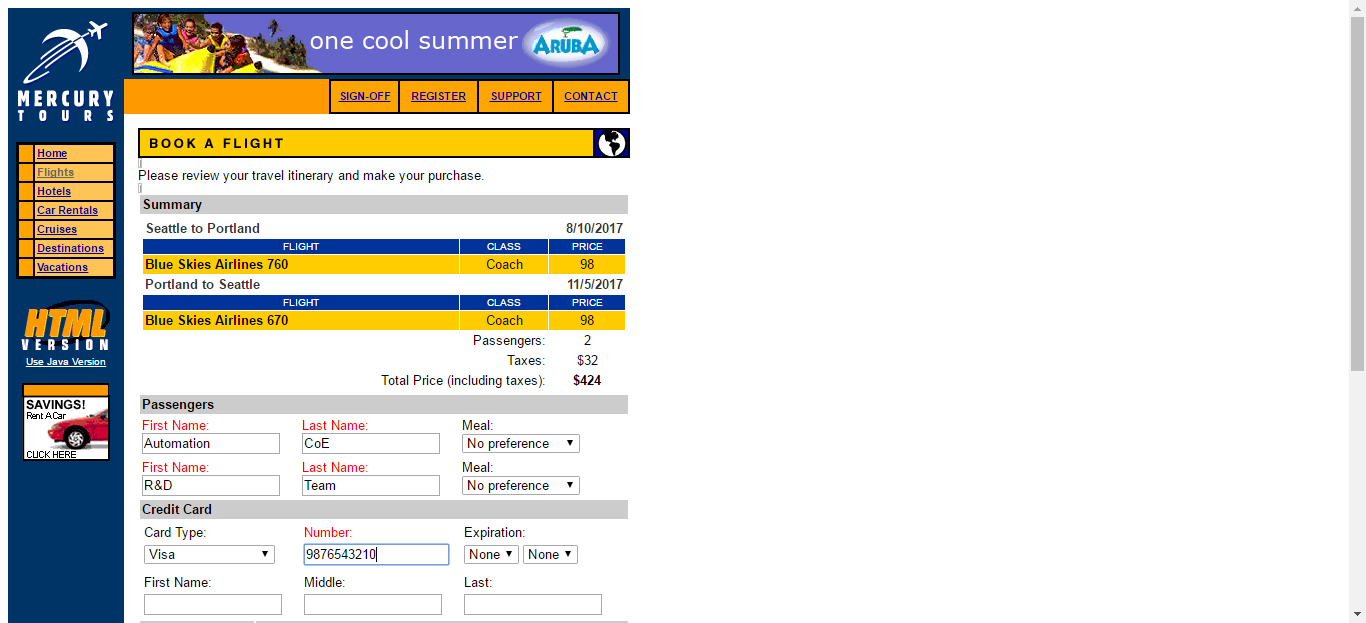 one cool summer ARUBA
MERCURY
TOURS
SIGN-OFF REGISTER SUPPORT CONTACT
Home
Flights
Hotels
Car Rentals
Cruises
Destinations
Vacations
HTML
VERSION
Use Java Version
SAVINGS!
Rent A Car
CLICK HERE
BOOK A FLIGHT
Please review your travel itinerary and make your purchase.
Summary
Seattle to Portland 8/10/2017
FLIGHT CLASS PRICE
Blue Skies Airlines 760 Coach 98
Portland to Seattle 11/5/2017
FLIGHT CLASS PRICE
Blue Skies Airlines 670 Coach 98
Passengers: 2
Taxes: $32
Total Price (including taxes): $424
Passengers
First Name: Last Name: Meal:
Automation CoE No preference
First Name: Last Name: Meal:
R&D Team No preference
Credit Card
Card Type: Number: Expiration:
Visa 9876543210 None None
First Name: Middle: Last: